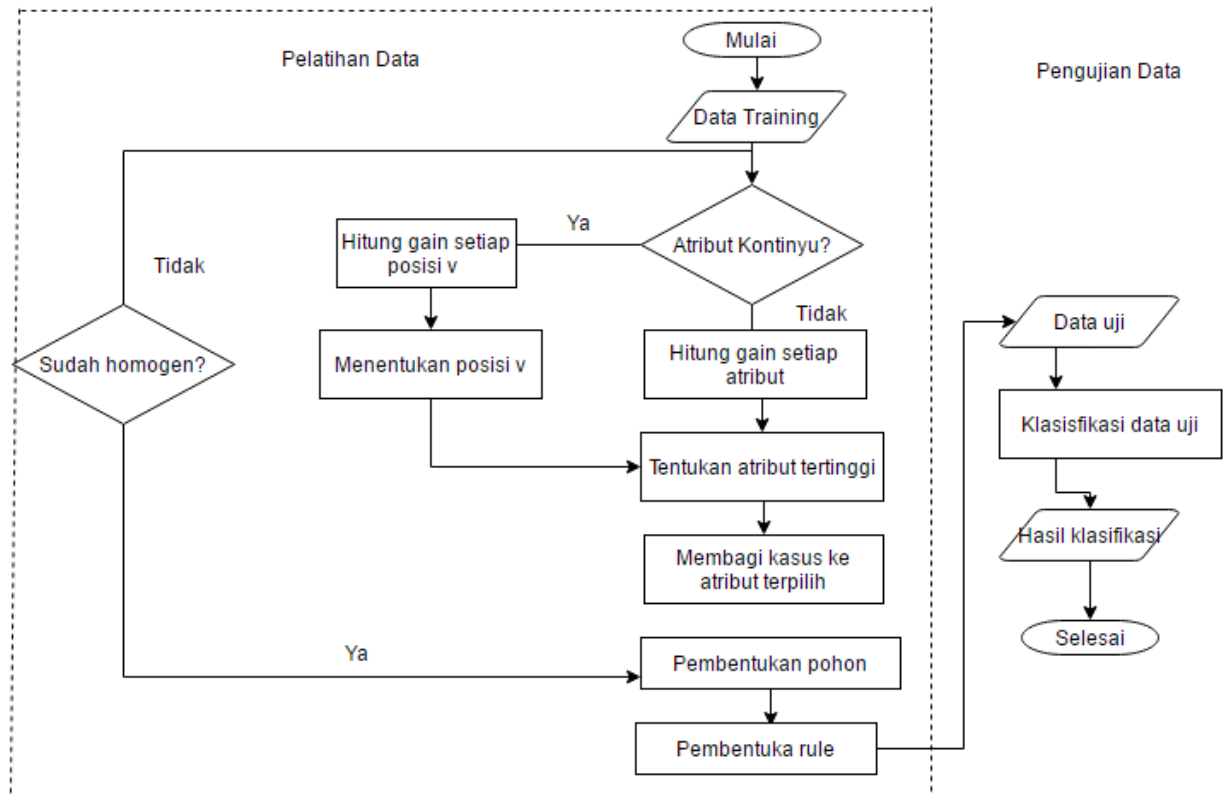 Pelatihan Data
Mulai
Pengujian Data
Data Training
Ya
Atribut Kontinyu?
Hitung gain setiap
posisi v
Tidak
Tidak
Data uji
Sudah homogen?
Menentukan posisi v
Hitung gain setiap
atribut
Klasisfikasi data uji
Tentukan atribut tertinggi
Hasil klasifikasi
Membagi kasus ke
atribut terpilih
Selesai
Ya
Pembentukan pohon
Pembentuka rule